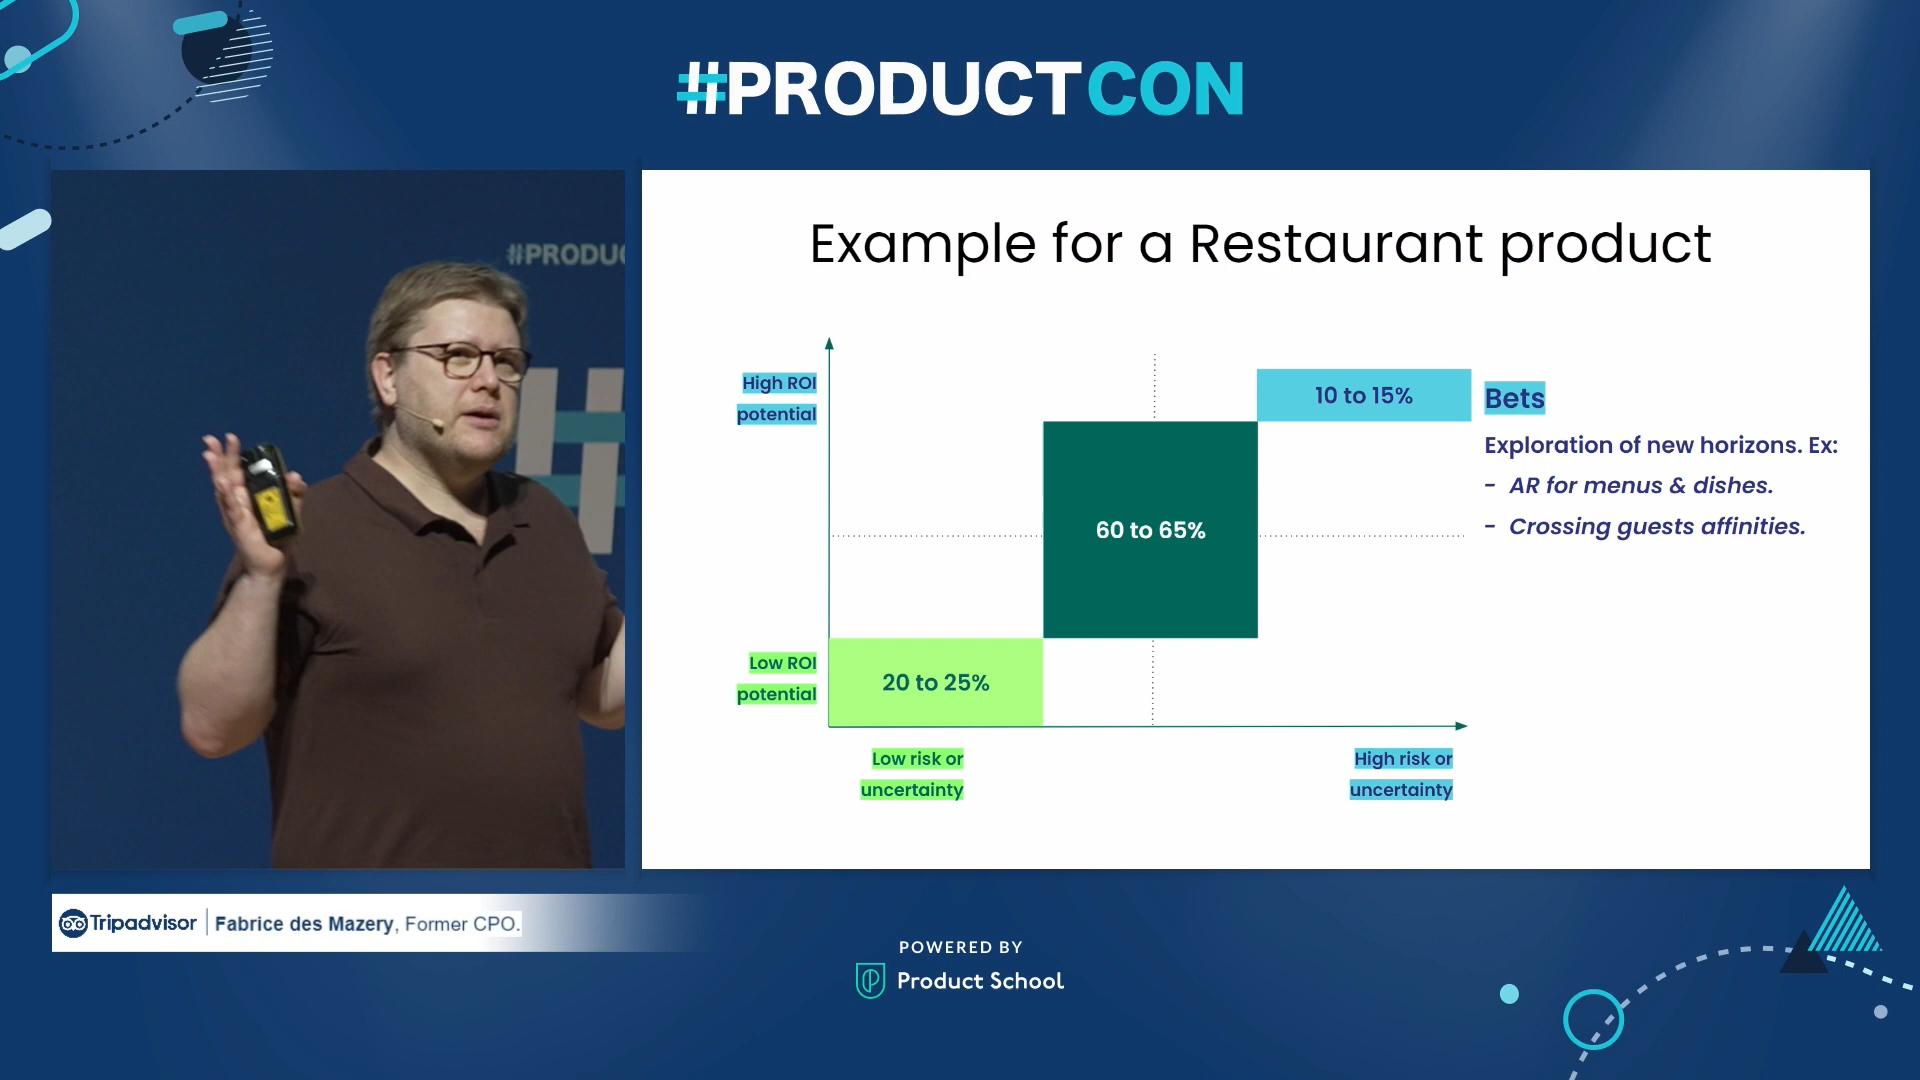 #PRODUCTCON
#PRODUC
Example for a Restaurant product
High ROI
potential
10 to 15%
Bets
Exploration of new horizons. Ex:
- AR for menus & dishes.
- Crossing guests affinities.
60 to 65%
Low ROI
potential
20 to 25%
Low risk or
uncertainty
High risk or
uncertainty
Tripadvisor | Fabrice des Mazery, Former CPO.
POWERED BY
Product School